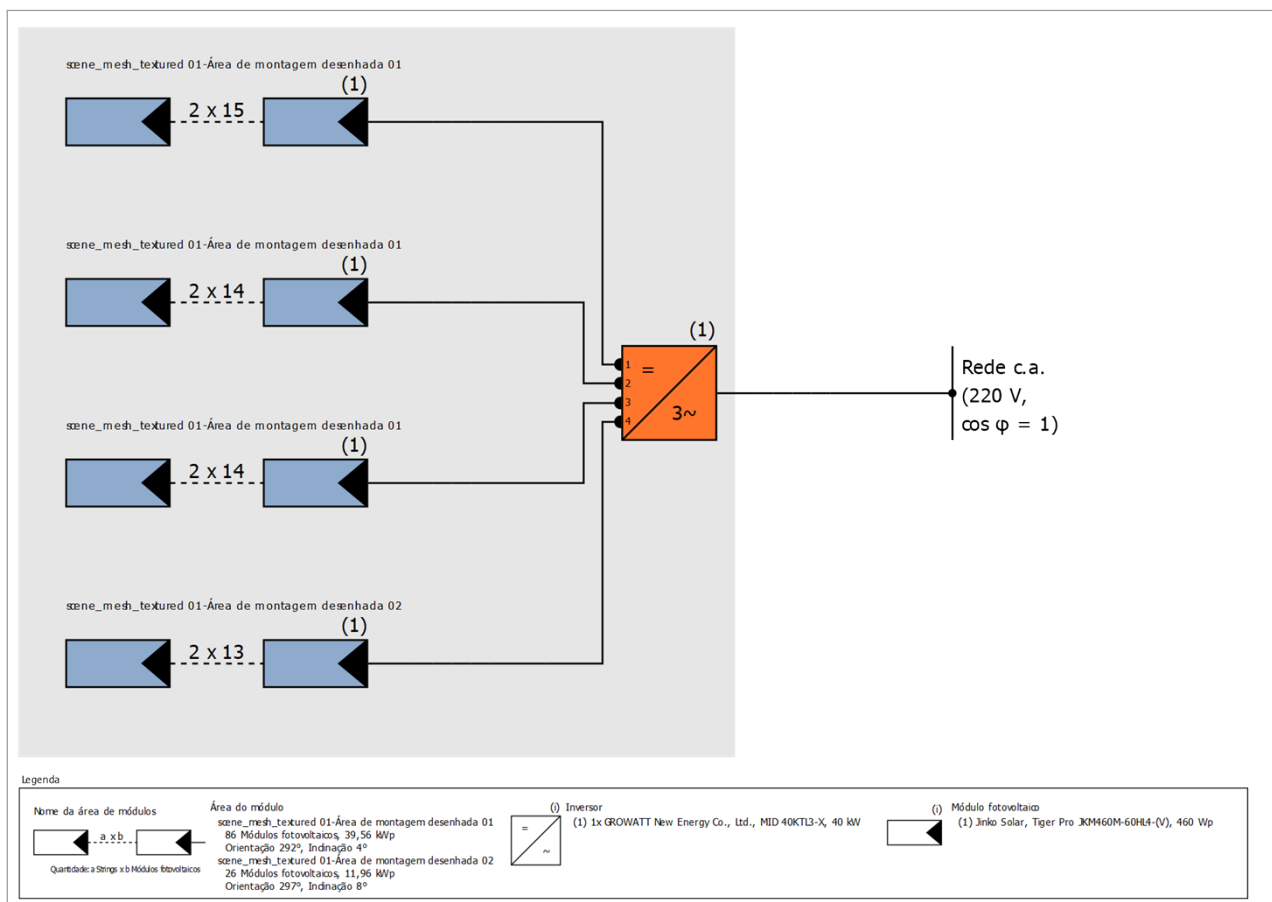 scene_mesh_textured 01-Área de montagem desenhada 01
(1)
2 x 15
scene_mesh_textured 01-Área de montagem desenhada 01
(1)
2 x 14
(1)
1
2
3
4
=
3~
Rede c.a.
(220 V,
cos φ = 1)
scene_mesh_textured 01-Área de montagem desenhada 01
(1)
2 x 14
scene_mesh_textured 01-Área de montagem desenhada 02
(1)
2 x 13
Legenda
Nome da área de módulos
a x b
Quantidade: a Strings x b Módulos fotovoltaicos
Área do módulo
scene_mesh_textured 01-Área de montagem desenhada 01
86 Módulos fotovoltaicos, 39,56 kWp
Orientação 292°, Inclinação 4°
scene_mesh_textured 01-Área de montagem desenhada 02
26 Módulos fotovoltaicos, 11,96 kWp
Orientação 297°, Inclinação 8°
=
~
(i) Inversor
(1) 1x GROWATT New Energy Co., Ltd., MID 40KTL3-X, 40 kW
(i) Módulo fotovoltaico
(1) Jinko Solar, Tiger Pro JKM460M-60HL4-(V), 460 Wp